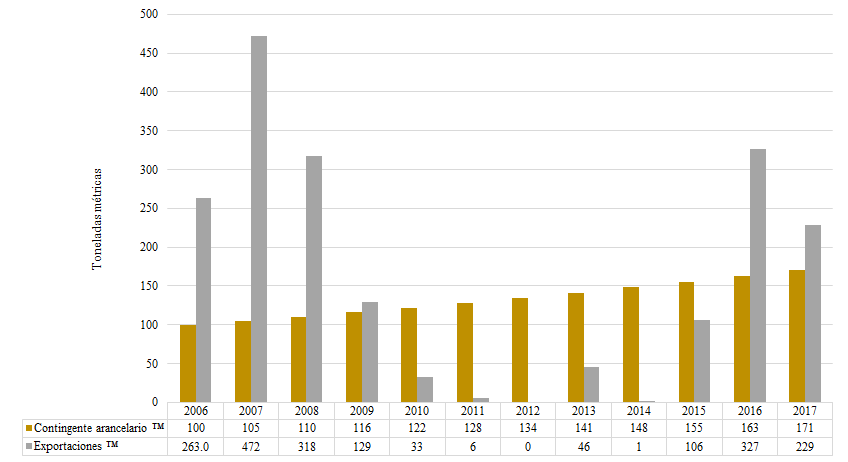 500
450
400
350
300
250
200
150
100
50
0
Toneladas métricas
2006 2007 2008 2009 2010 2011 2012 2013 2014 2015 2016 2017
Contingente arancelario ™ 100 105 110 116 122 128 134 141 148 155 163 171
Exportaciones ™ 263.0 472 318 129 33 6 0 46 1 106 327 229